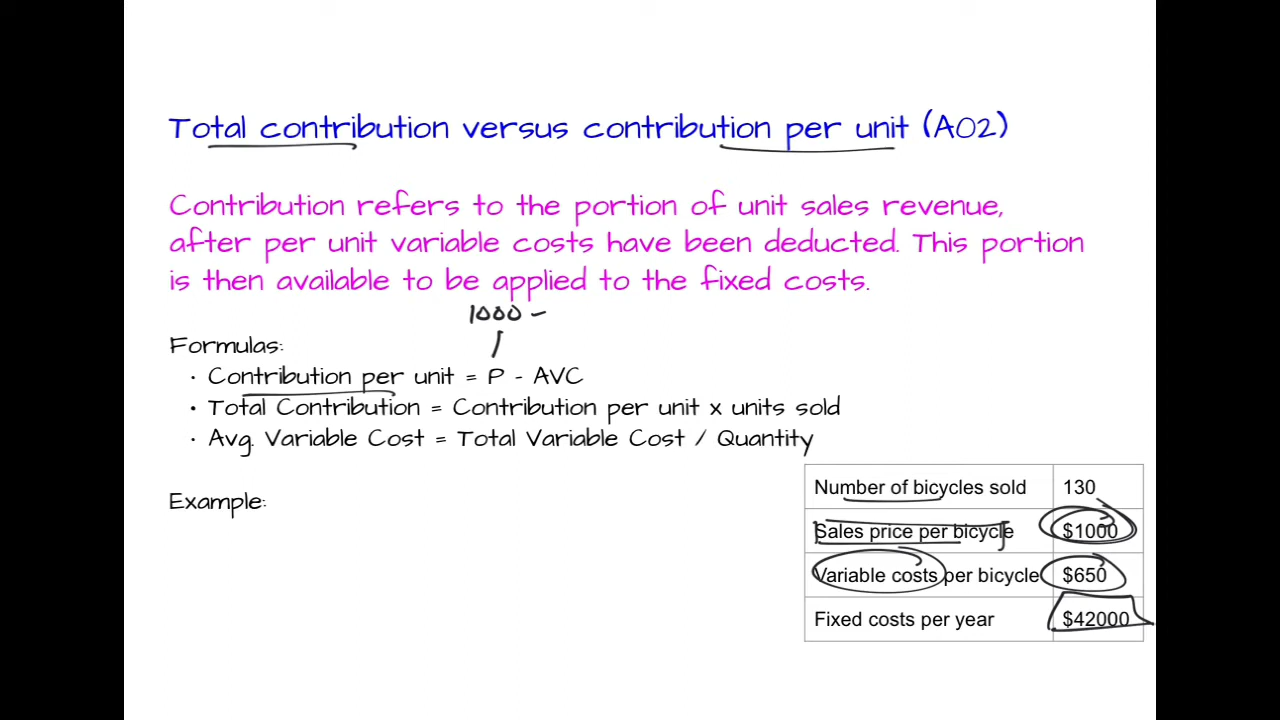 Total contribution versus contribution per unit (AO2)
Contribution refers to the portion of unit sales revenue,
after per unit variable costs have been deducted. This portion
is then available to be applied to the fixed costs.
1000 -
Formulas:
• Contribution per unit = P - AVC
• Total Contribution = Contribution per unit x units sold
• Avg. Variable Cost = Total Variable Cost / Quantity
Example:
Number of bicycles sold 130
Sales price per bicycle $1000
Variable costs per bicycle $650
Fixed costs per year $42000